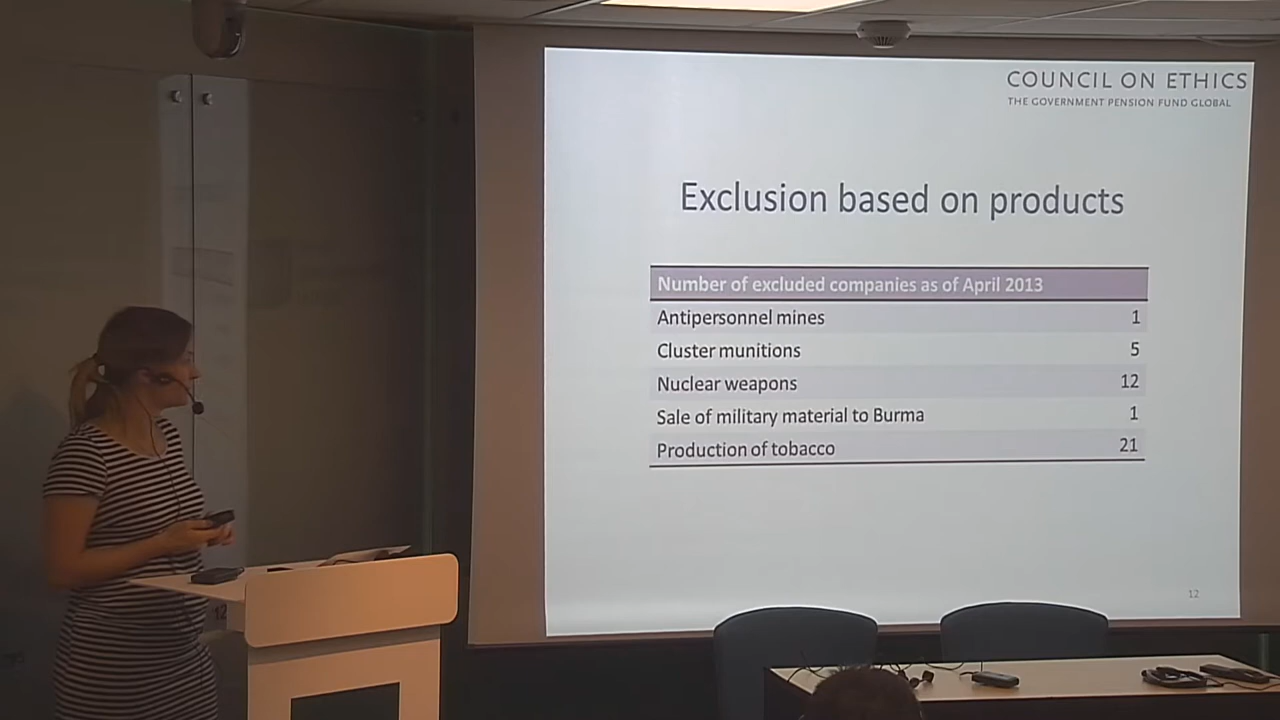 COUNCIL ON ETHICS
THE GOVERNMENT PENSION FUND GLOBAL
Exclusion based on products
Number of excluded companies as of April 2013
Antipersonnel mines 1
Cluster munitions 5
Nuclear weapons 12
Sale of military material to Burma 1
Production of tobacco 21
12
12